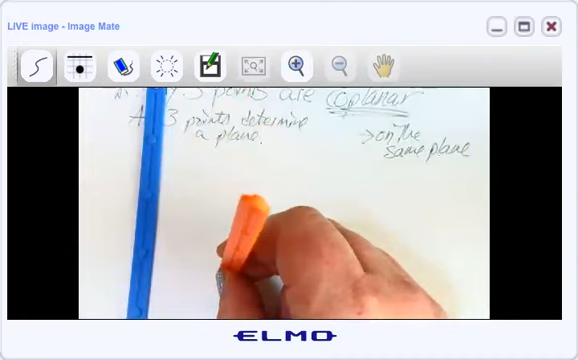 LIVE image - Image Mate
3 points are coplanar
3 points determine
a plane.
→ on the
same plane
ELMO